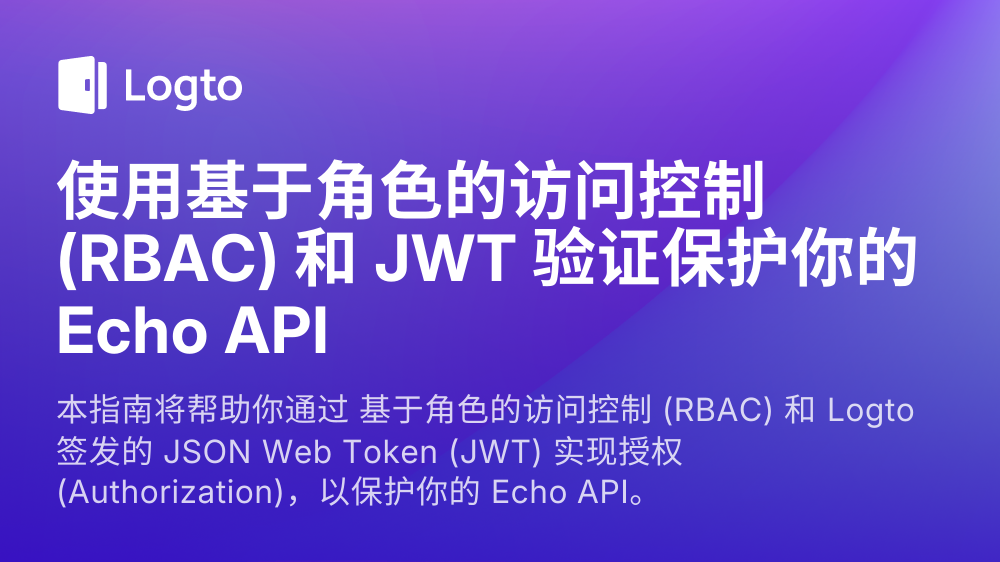 Logto
使用基于角色的访问控制
(RBAC) 和 JWT 验证保护你的
Echo API
本指南将帮助你通过 基于角色的访问控制 (RBAC) 和 Logto
签发的 JSON Web Token (JWT) 实现授权
(Authorization)，以保护你的 Echo API。